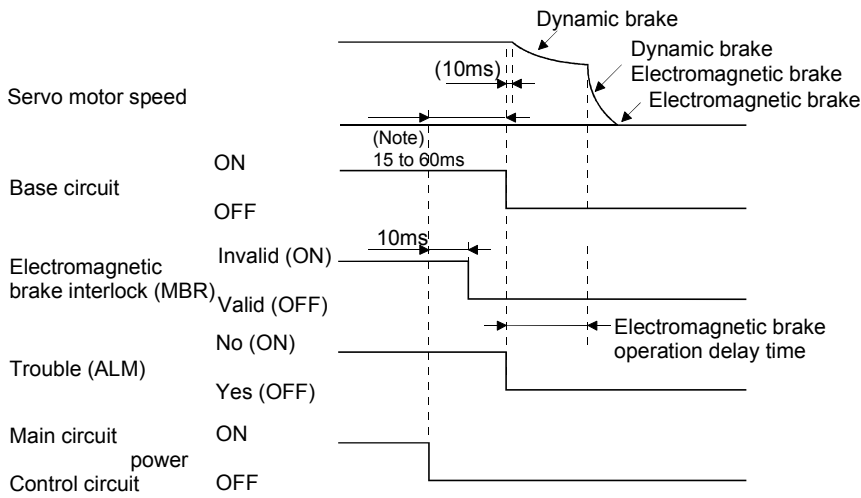 Dynamic brake
Dynamic brake
Electromagnetic brake
Electromagnetic brake
(10ms)
Servo motor speed
(Note)
15 to 60ms
Base circuit
ON
OFF
10ms
Electromagnetic
brake interlock (MBR)
Invalid (ON)
Valid (OFF)
Electromagnetic brake
operation delay time
Trouble (ALM)
No (ON)
Yes (OFF)
Main circuit
power
Control circuit
ON
OFF